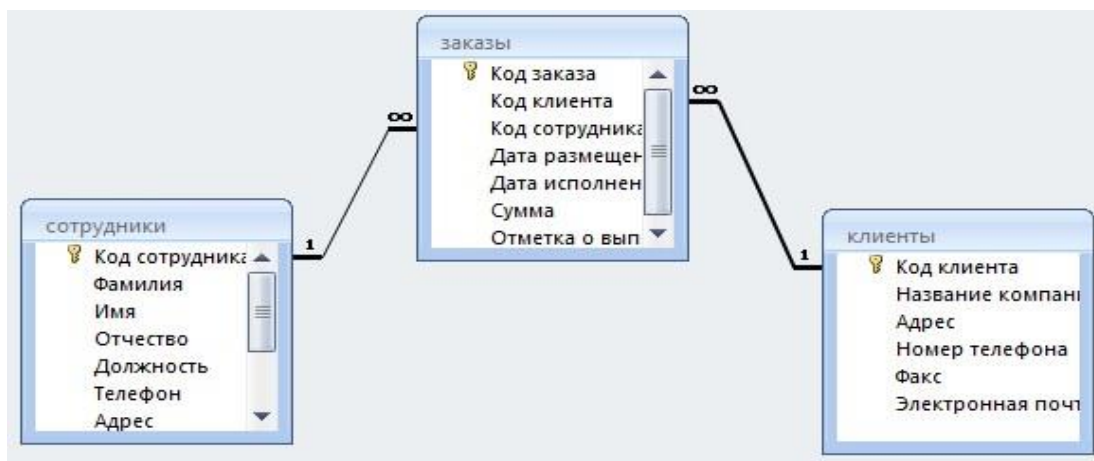 заказы
Код заказа
Код клиента
Код сотрудника
Дата размещен
Дата исполнен
Сумма
Отметка о вып
∞
∞
сотрудники
Код сотрудника
Фамилия
Имя
Отчество
Должность
Телефон
Адрес
1
1
клиенты
Код клиента
Название компани
Адрес
Номер телефона
Факс
Электронная почт